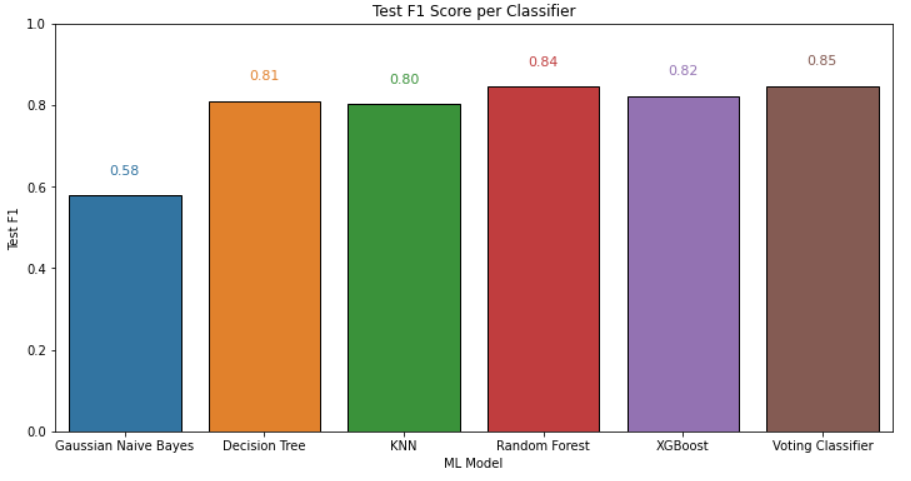 Test F1 Score per Classifier
1.0
0.8
0.6
0.4
0.2
0.0
Test F1
0.58
0.81
0.80
0.84
0.82
0.85
Gaussian Naive Bayes
Decision Tree
KNN
Random Forest
XGBoost
Voting Classifier
ML Model